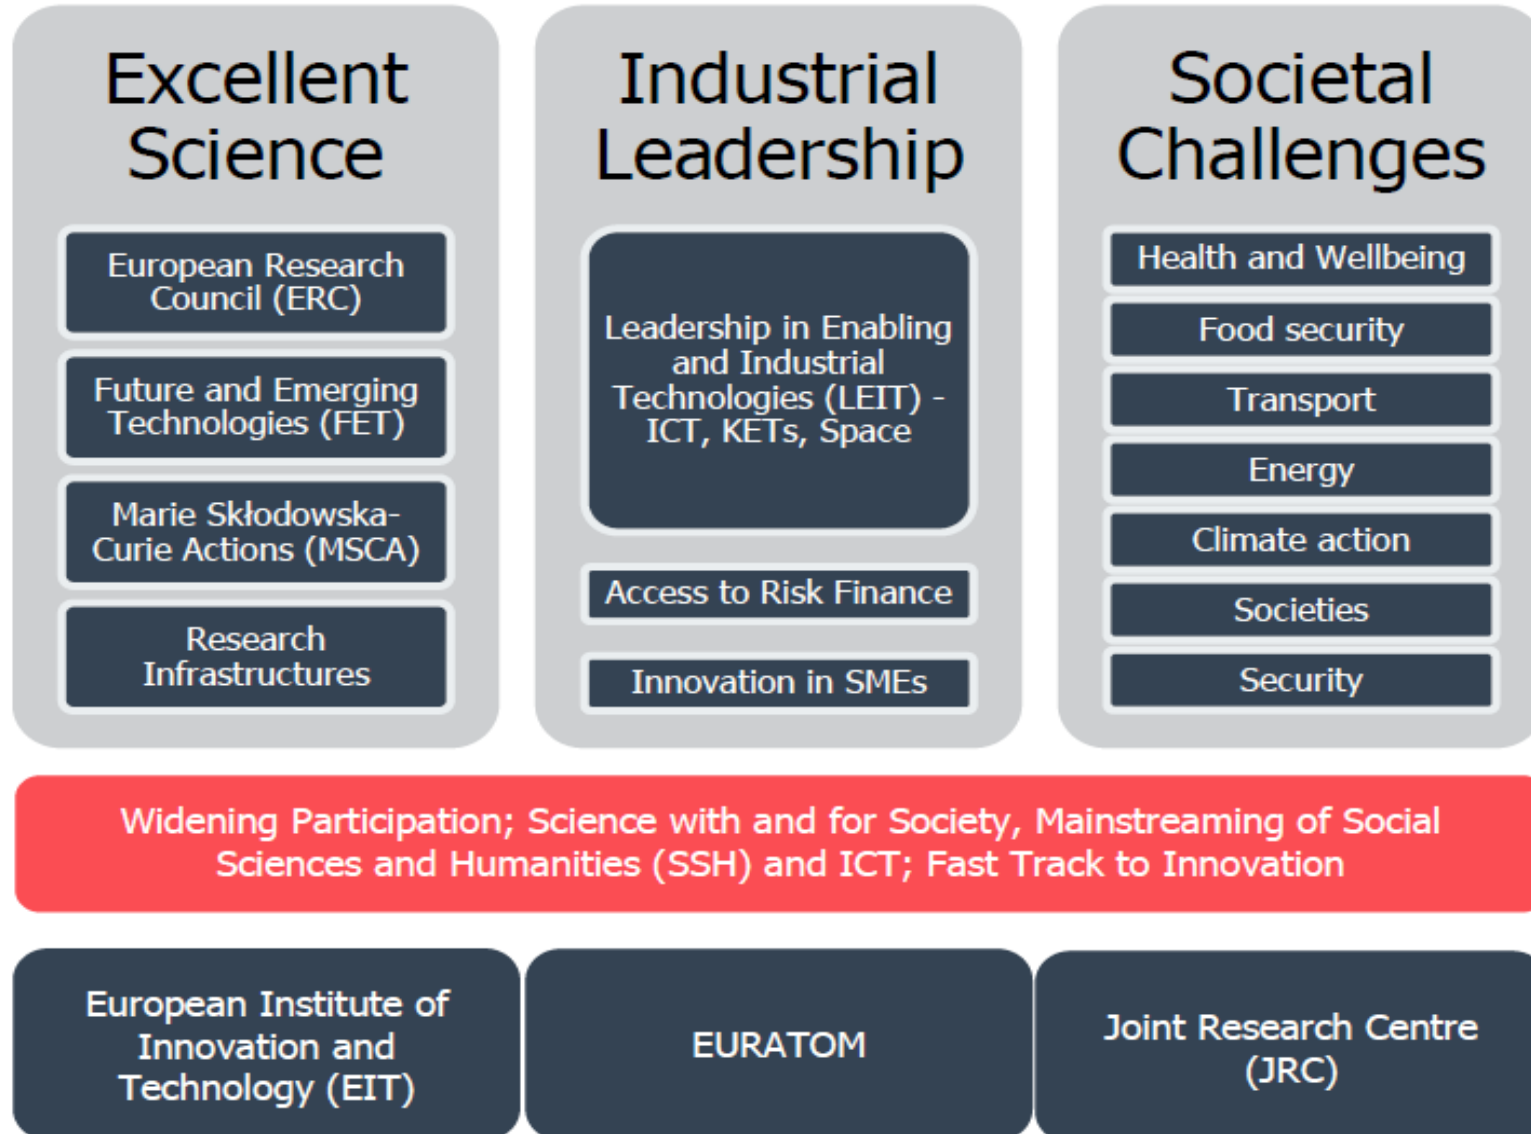 Excellent
Science
European Research
Council (ERC)
Future and Emerging
Technologies (FET)
Marie Skłodowska-
Curie Actions (MSCA)
Research
Infrastructures
Industrial
Leadership
Leadership in Enabling
and Industrial
Technologies (LEIT) -
ICT, KETs, Space
Access to Risk Finance
Innovation in SMEs
Societal
Challenges
Health and Wellbeing
Food security
Transport
Energy
Climate action
Societies
Security
Widening Participation; Science with and for Society, Mainstreaming of Social
Sciences and Humanities (SSH) and ICT; Fast Track to Innovation
European Institute of
Innovation and
Technology (EIT)
EURATOM
Joint Research Centre
(JRC)